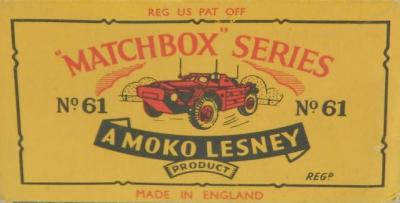 REG US PAT OFF
"MATCHBOX" SERIES
Nº 61
Nº 61
A MOKO LESNEY
PRODUCT
REGD.
MADE IN ENGLAND